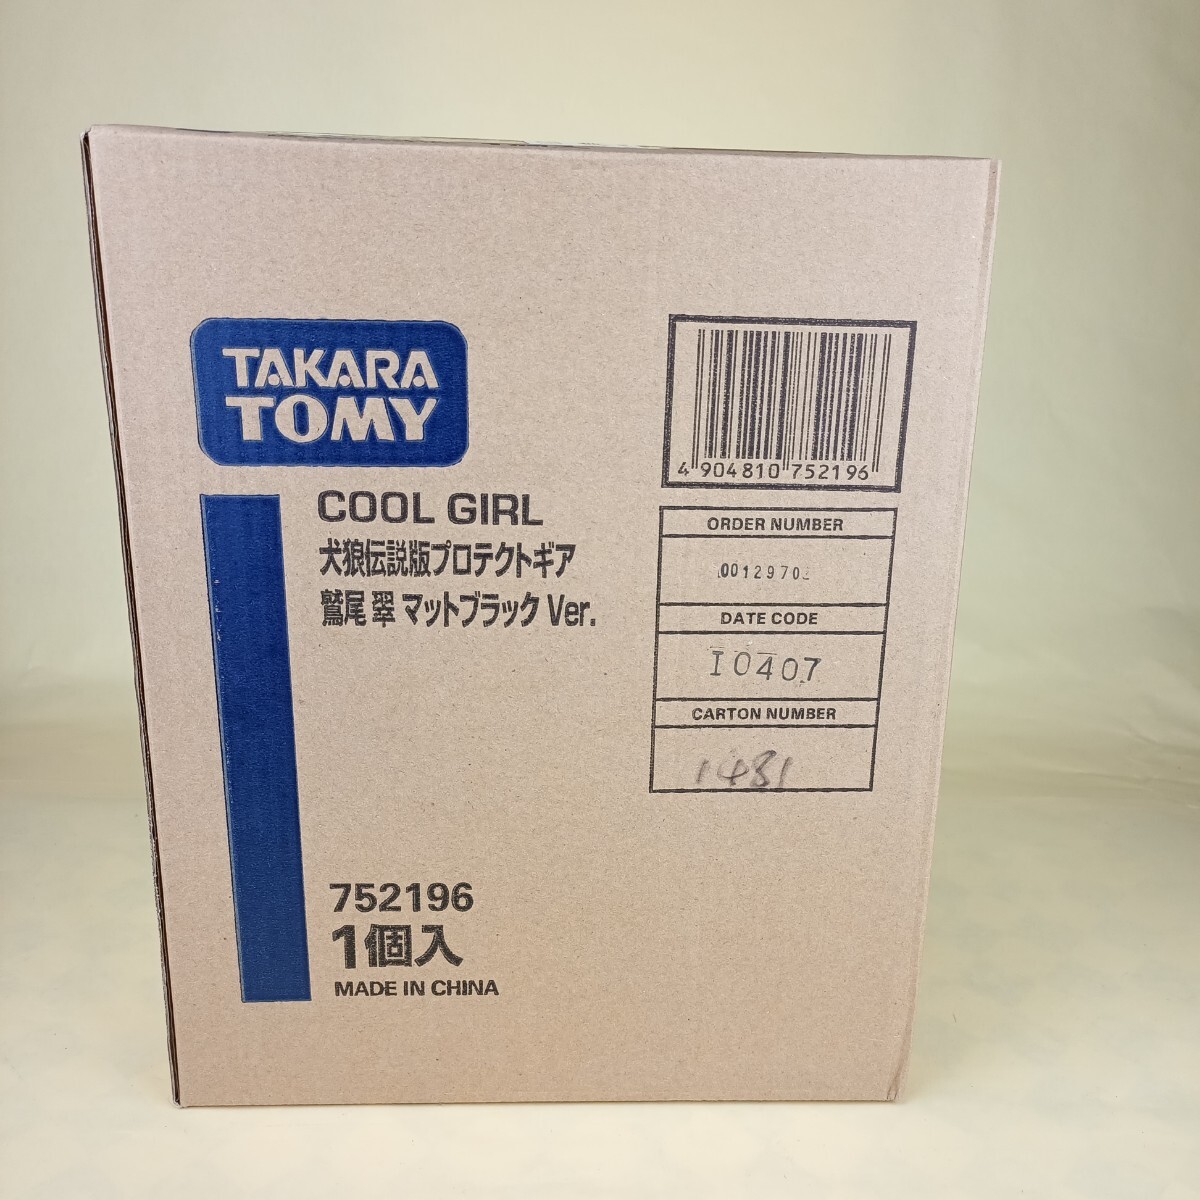 TAKARA
TOMY
COOL GIRL
犬狼伝説版プロテクトギア
鷲尾 翠 マットブラック Ver.
752196
1個入
MADE IN CHINA
4 904810 752196
ORDER NUMBER
DATE CODE
I0407
CARTON NUMBER
1481